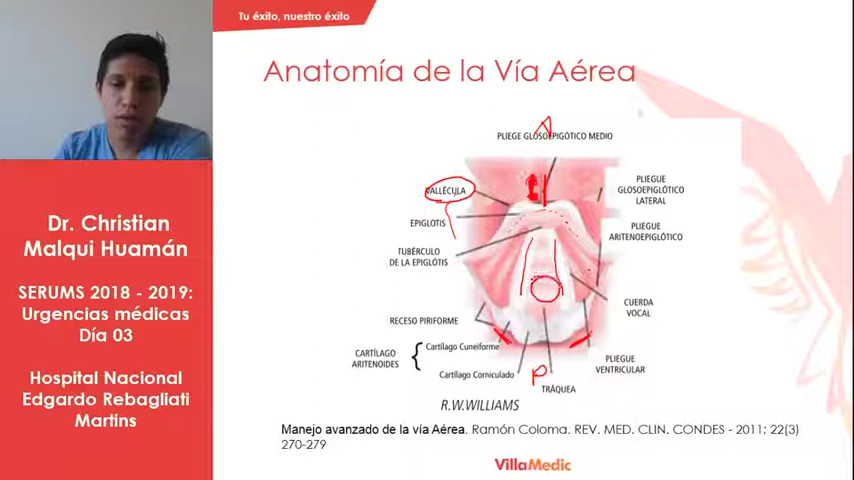 Tu éxito, nuestro éxito
Anatomía de la Vía Aérea
Dr. Christian
Malqui Huamán
SERUMS 2018 - 2019:
Urgencias médicas
Día 03
Hospital Nacional
Edgardo Rebagliati
Martins
A
PLIEGE GLOSOEPIGÓTICO MEDIO
VALLÉCULA
EPIGLOTIS
TUBÉRCULO
DE LA EPIGLÓTIS
RECESO PIRIFORME
CARTÍLAGO
ARITENOIDES
Cartílago Cuneiforme
Cartílago Corniculado
PLIEGUE
GLOSOEPIGLÓTICO
LATERAL
PLIEGUE
ARITENOEPIGLÓTICO
CUERDA
VOCAL
PLIEGUE
VENTRICULAR
P
TRÁQUEA
R.W.WILLIAMS
Manejo avanzado de la vía Aérea. Ramón Coloma. REV. MED. CLIN. CONDES - 2011; 22(3)
270-279
VillaMedic